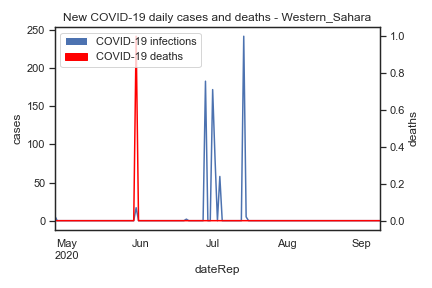 New COVID-19 daily cases and deaths - Western_Sahara
COVID-19 infections
COVID-19 deaths
250
200
150
100
50
0
cases
1.0
0.8
0.6
0.4
0.2
0.0
deaths
May Jun Jul Aug Sep
2020
dateRep